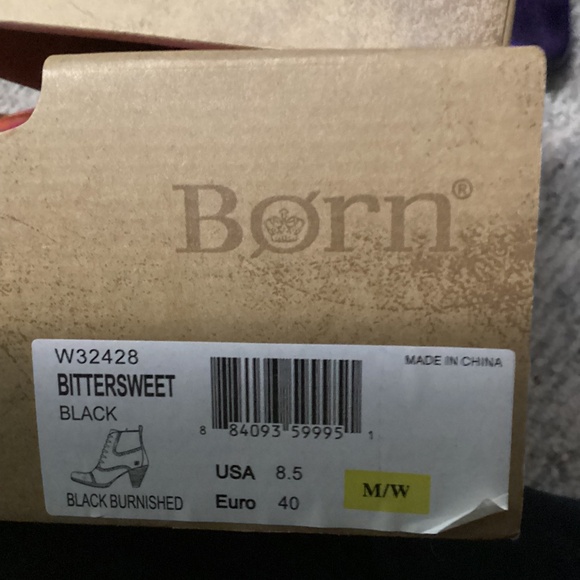 Børn®
W32428
BITTERSWEET
BLACK
BLACK BURNISHED
8 84093 59995 1
USA 8.5
Euro 40
M/W
MADE IN CHINA